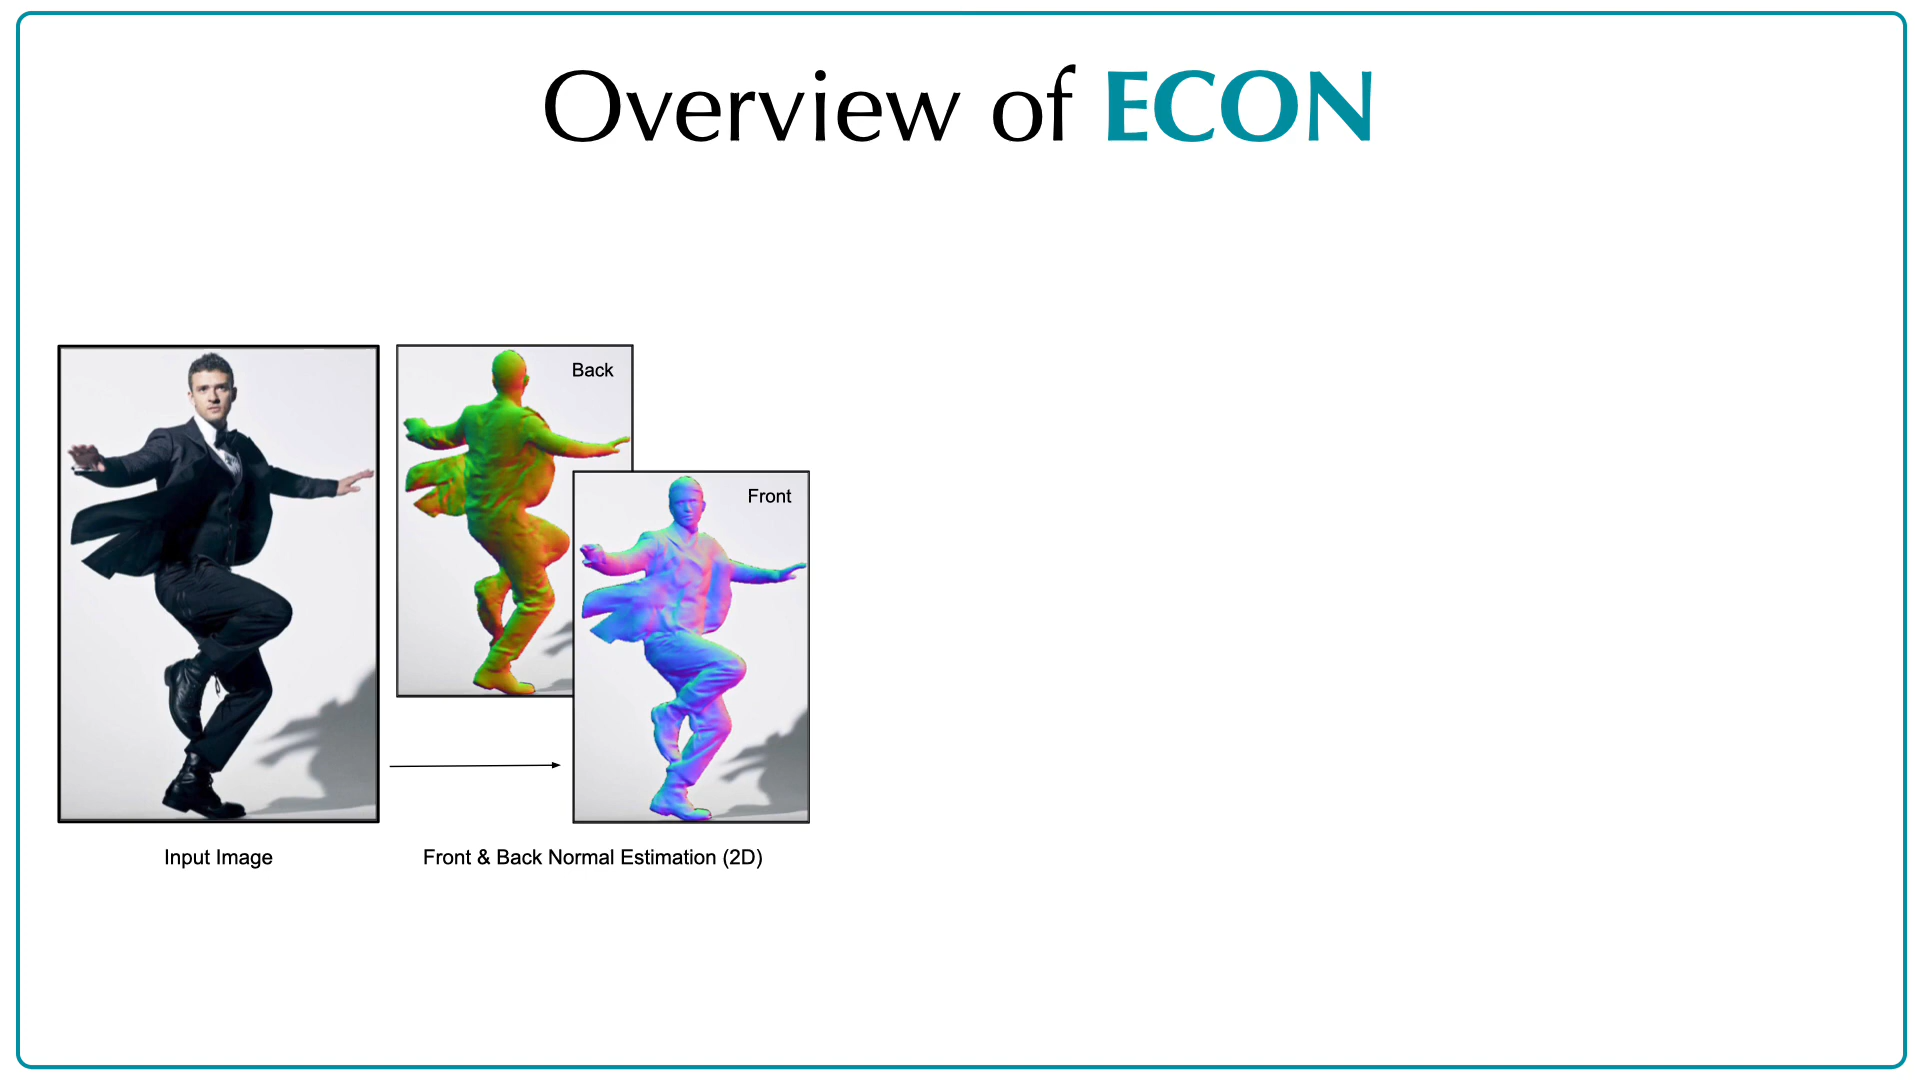 Overview of ECON
Back
Front
Input Image
Front & Back Normal Estimation (2D)